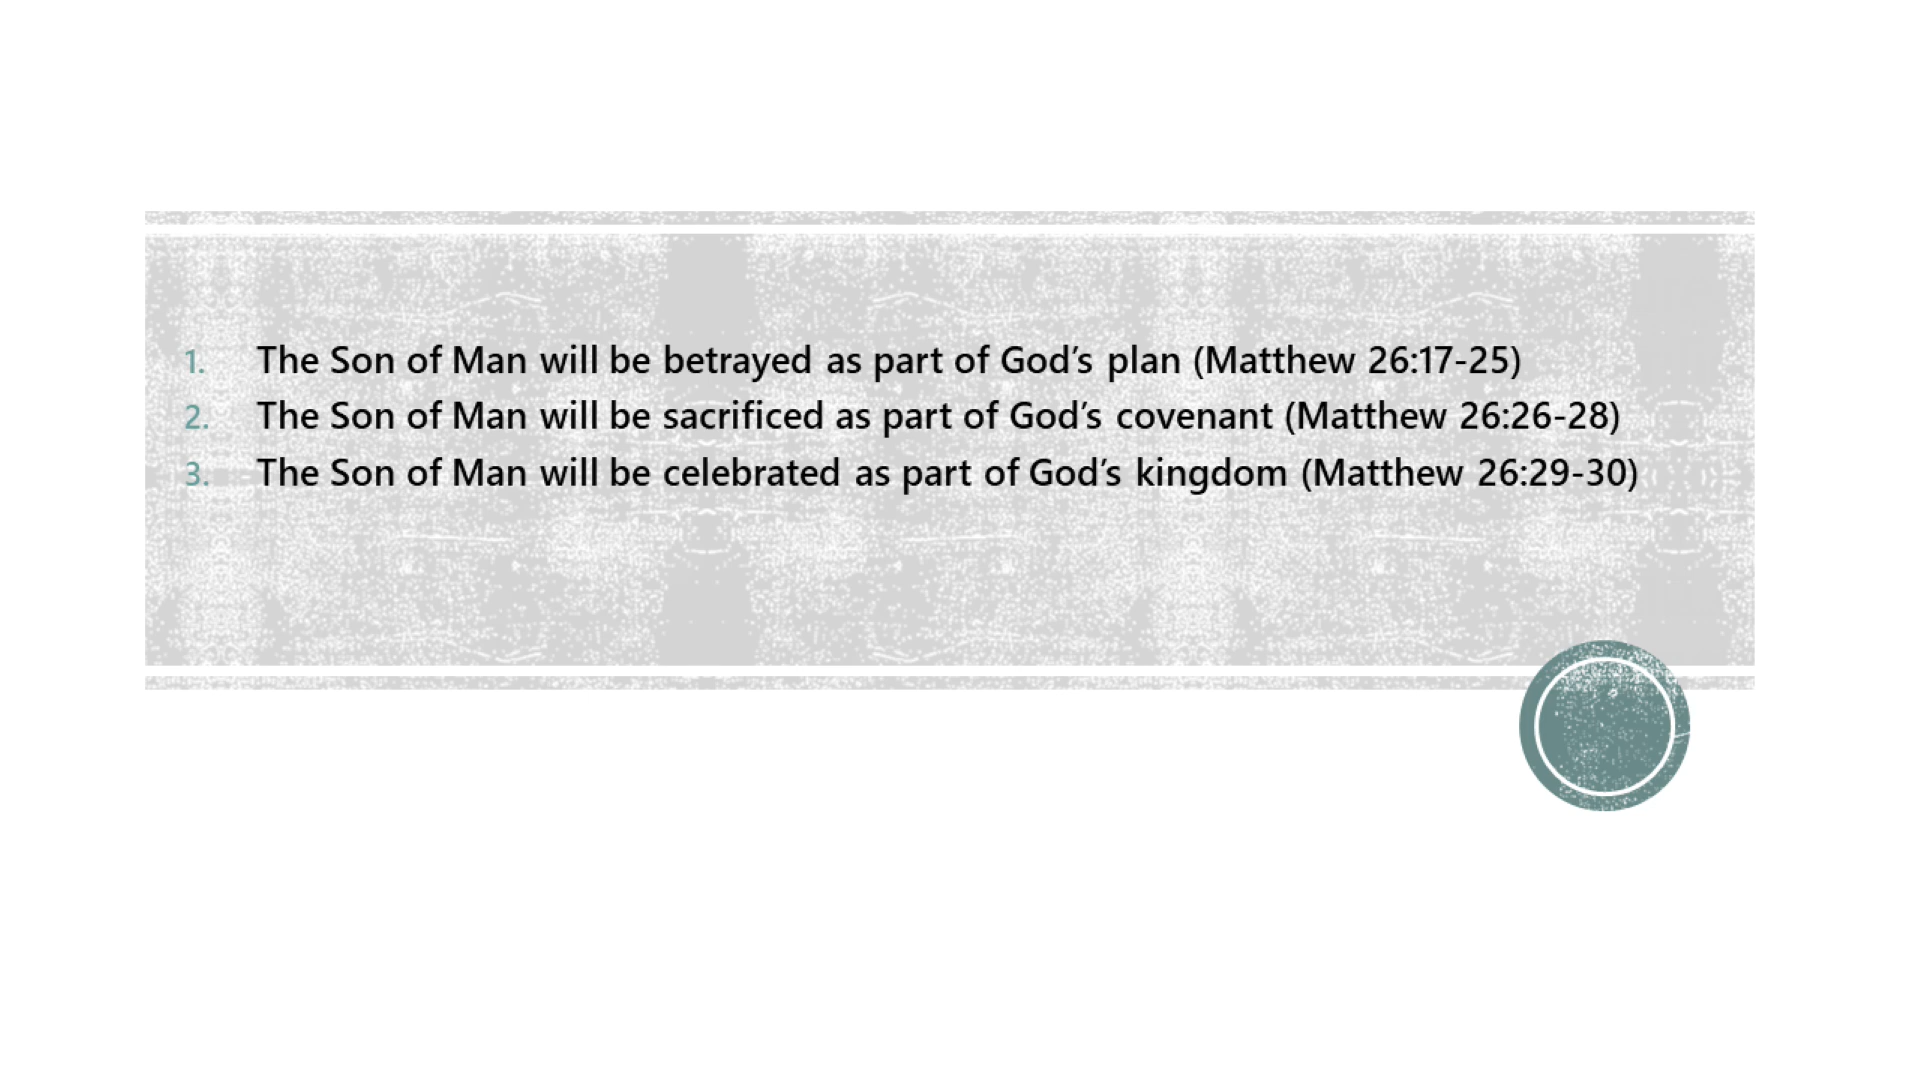 1. The Son of Man will be betrayed as part of God’s plan (Matthew 26:17-25)
2. The Son of Man will be sacrificed as part of God’s covenant (Matthew 26:26-28)
3. The Son of Man will be celebrated as part of God’s kingdom (Matthew 26:29-30)